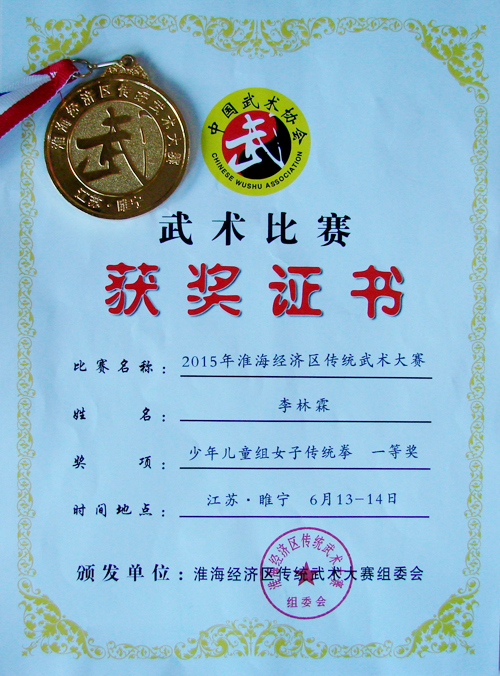 淮海经济区传统武术大赛
武
江苏·睢宁
中国武术协会
武
CHINESE WUSHU ASSOCIATION
武术比赛
获奖证书
比赛名称：2015年淮海经济区传统武术大赛
姓名：李林霖
奖项：少年儿童组女子传统拳 一等奖
时间地点：江苏·睢宁 6月13-14日
颁发单位：淮海经济区传统武术大赛组委会
淮海经济区传统武术大赛
组委会